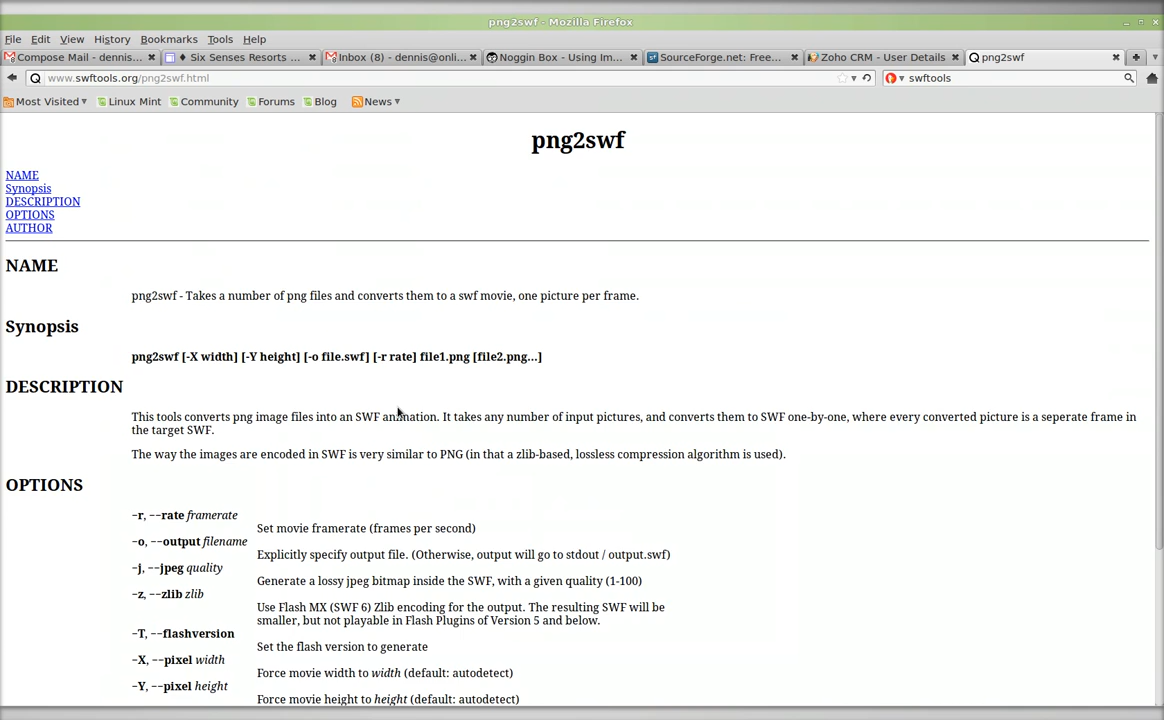 png2swf - Mozilla Firefox
File Edit View History Bookmarks Tools Help
Compose Mail - dennis... Six Senses Resorts ... Inbox (8) - dennis@onli... Noggin Box - Using Im... SourceForge.net: Free... Zoho CRM - User Details png2swf
www.swftools.org/png2swf.html swftools
Most Visited Linux Mint Community Forums Blog News
png2swf
NAME
Synopsis
DESCRIPTION
OPTIONS
AUTHOR
NAME
png2swf - Takes a number of png files and converts them to a swf movie, one picture per frame.
Synopsis
png2swf [-X width] [-Y height] [-o file.swf] [-r rate] file1.png [file2.png...]
DESCRIPTION
This tools converts png image files into an SWF animation. It takes any number of input pictures, and converts them to SWF one-by-one, where every converted picture is a seperate frame in
the target SWF.
The way the images are encoded in SWF is very similar to PNG (in that a zlib-based, lossless compression algorithm is used).
OPTIONS
−r, −−rate framerate
Set movie framerate (frames per second)
−o, −−output filename
Explicitly specify output file. (Otherwise, output will go to stdout / output.swf)
−j, −−jpeg quality
Generate a lossy jpeg bitmap inside the SWF, with a given quality (1-100)
−z, −−zlib zlib
Use Flash MX (SWF 6) Zlib encoding for the output. The resulting SWF will be
smaller, but not playable in Flash Plugins of Version 5 and below.
−T, −−flashversion
Set the flash version to generate
−X, −−pixel width
Force movie width to width (default: autodetect)
−Y, −−pixel height
Force movie height to height (default: autodetect)